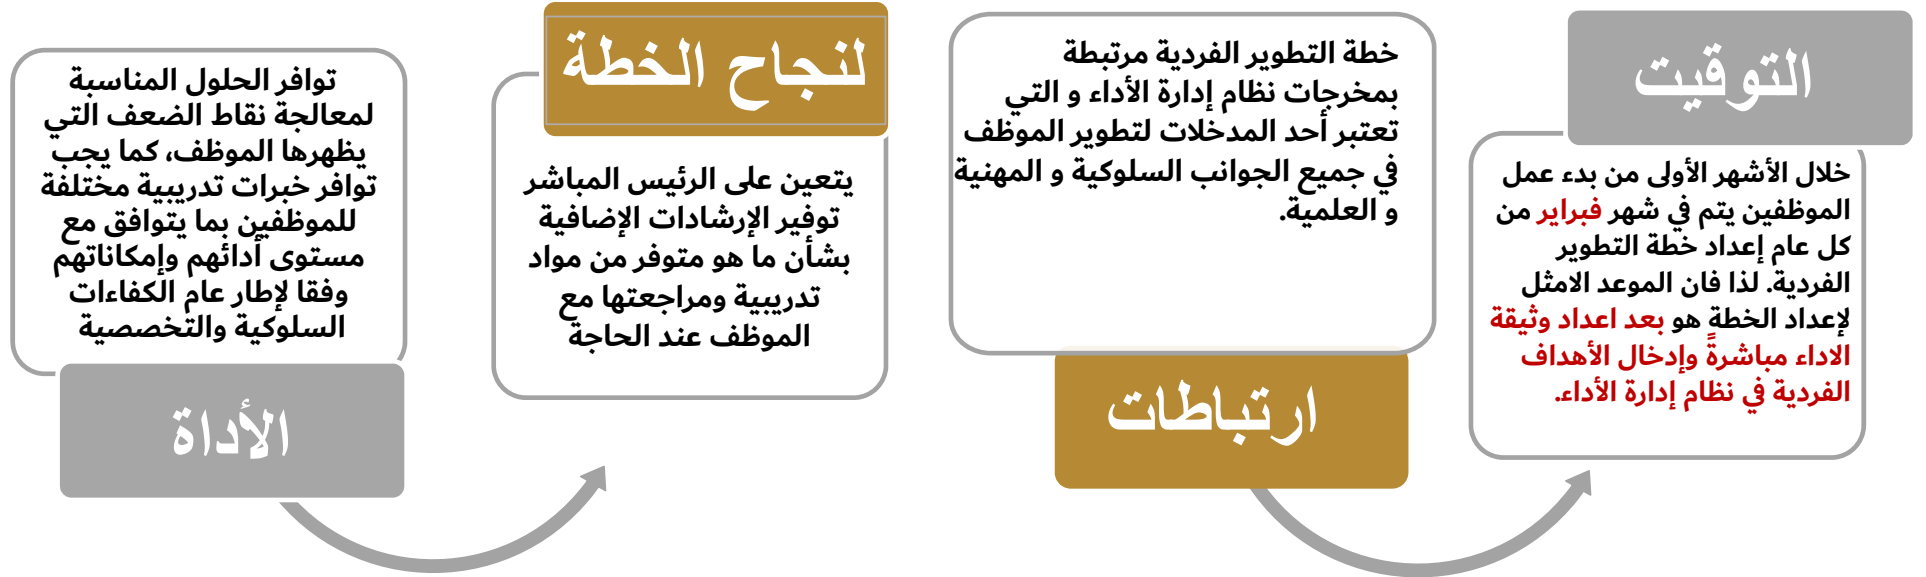 التوقيت
خلال الأشهر الأولى من بدء عمل
الموظفين يتم في شهر فبراير من
كل عام إعداد خطة التطوير
الفردية. لذا فان الموعد الامثل
لإعداد الخطة هو بعد اعداد وثيقة
الاداء مباشرةً وإدخال الأهداف
الفردية في نظام إدارة الأداء.
خطة التطوير الفردية مرتبطة
بمخرجات نظام إدارة الأداء و التي
تعتبر أحد المدخلات لتطوير الموظف
في جميع الجوانب السلوكية و المهنية
و العلمية.
ارتباطات
لنجاح الخطة
يتعين على الرئيس المباشر
توفير الإرشادات الإضافية
بشأن ما هو متوفر من مواد
تدريبية ومراجعتها مع
الموظف عند الحاجة
توافر الحلول المناسبة
لمعالجة نقاط الضعف التي
يظهرها الموظف، كما يجب
توافر خبرات تدريبية مختلفة
للموظفين بما يتوافق مع
مستوى أدائهم وإمكاناتهم
وفقا لإطار عام الكفاءات
السلوكية والتخصصية
الأداة